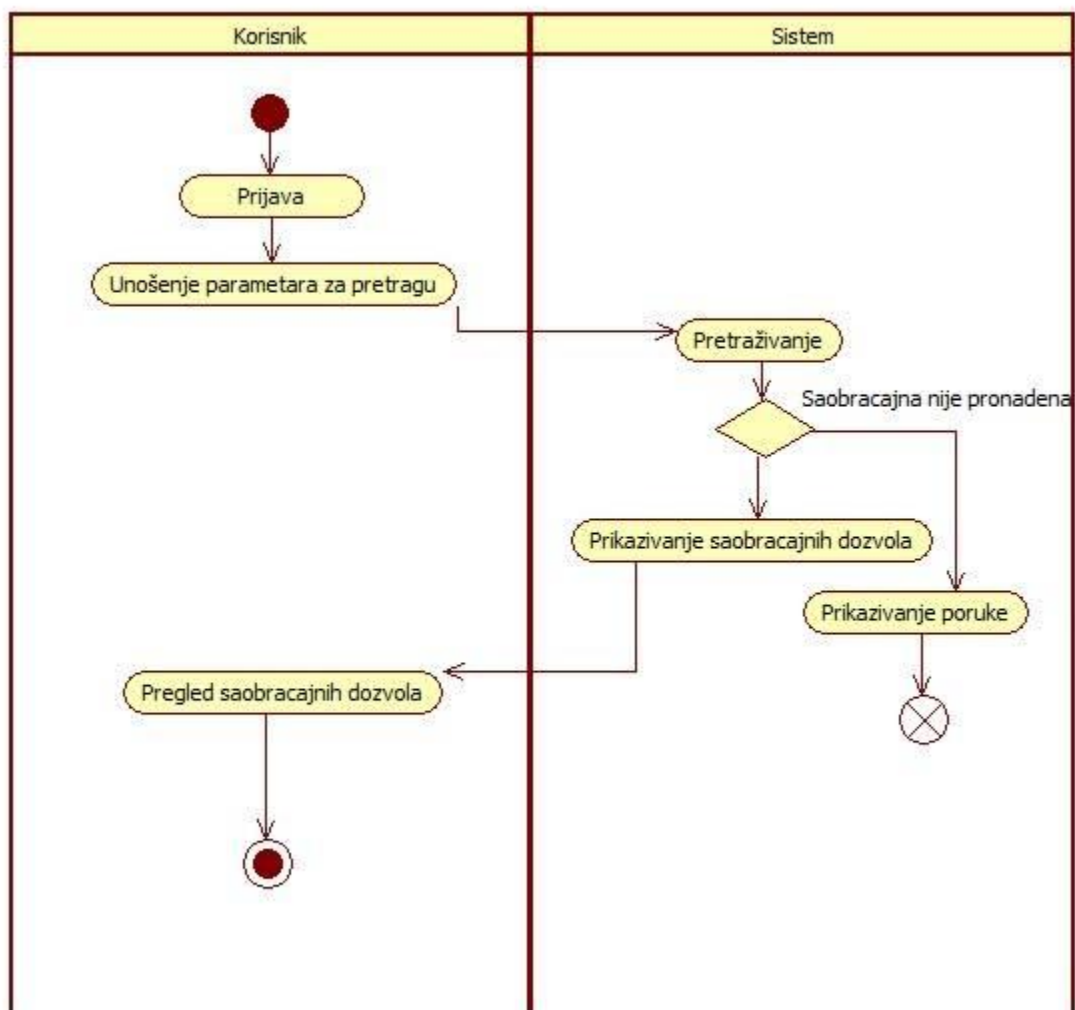 Korisnik
Sistem
Prijava
Unošenje parametara za pretragu
Pretraživanje
Saobracajna nije pronadena
Prikazivanje saobracajnih dozvola
Prikazivanje poruke
Pregled saobracajnih dozvola